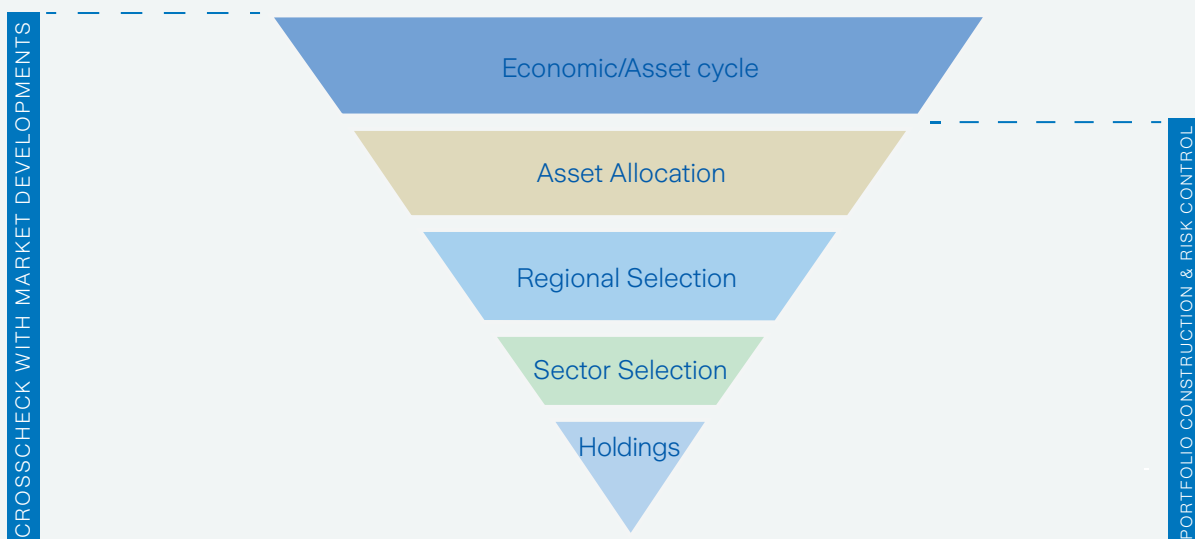 CROSSCHECK WITH MARKET DEVELOPMENTS
Economic/Asset cycle
Asset Allocation
Regional Selection
Sector Selection
Holdings
PORTFOLIO CONSTRUCTION & RISK CONTROL